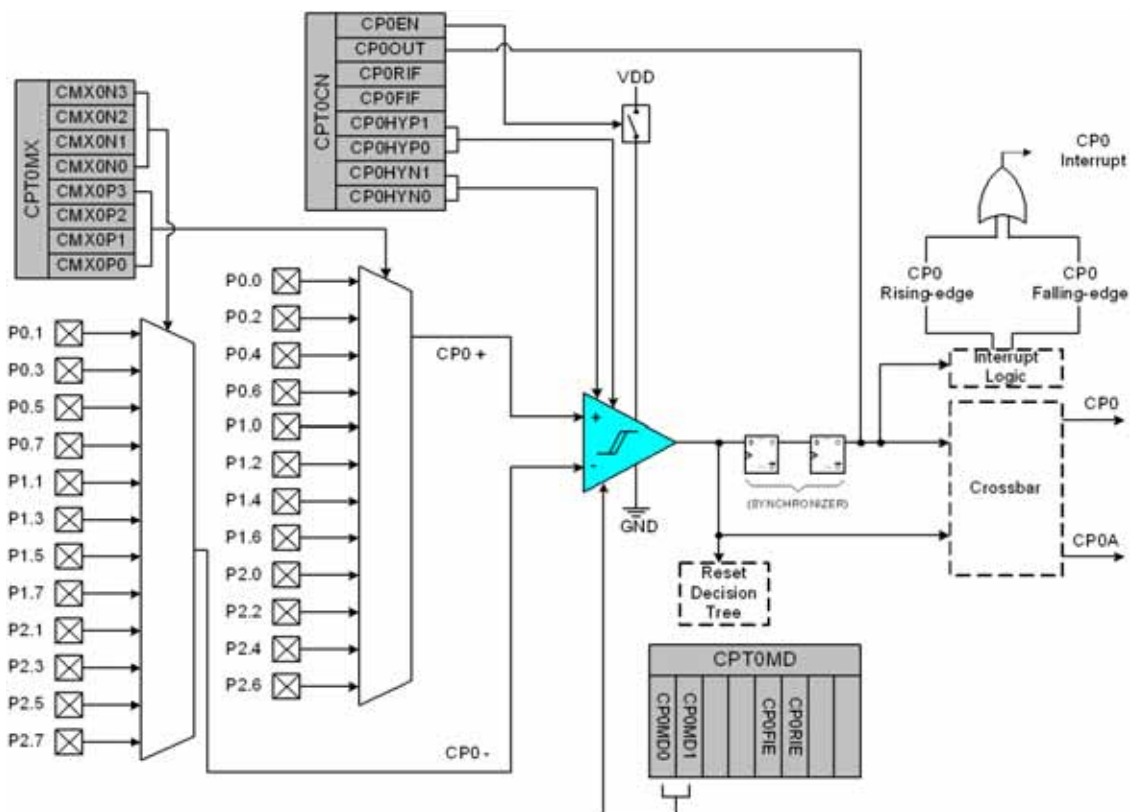 CPT0CN
CP0EN
CP0OUT
CP0RIF
CP0FIF
CP0HYP1
CP0HYP0
CP0HYN1
CP0HYN0
CPT0MX
CMX0N3
CMX0N2
CMX0N1
CMX0N0
CMX0P3
CMX0P2
CMX0P1
CMX0P0
VDD
CP0
Interrupt
CP0
Rising-edge
CP0
Falling-edge
Interrupt
Logic
P0.0
P0.2
P0.4
P0.6
P1.0
P1.2
P1.4
P1.6
P2.0
P2.2
P2.4
P2.6
P0.1
P0.3
P0.5
P0.7
P1.1
P1.3
P1.5
P1.7
P2.1
P2.3
P2.5
P2.7
CP0 +
CP0 -
+
-
GND
(SYNCHRONIZER)
Reset
Decision
Tree
Crossbar
CP0
CP0A
CPT0MD
CP0MD0
CP0MD1
CP0FIE
CP0RIE